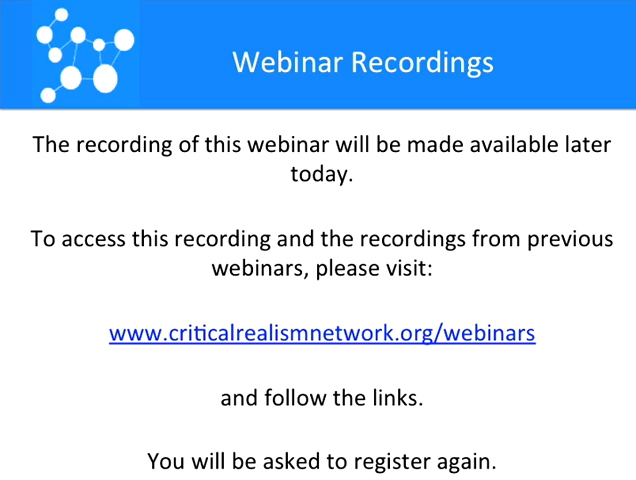 Webinar Recordings
The recording of this webinar will be made available later
today.
To access this recording and the recordings from previous
webinars, please visit:
www.criticalrealismnetwork.org/webinars
and follow the links.
You will be asked to register again.